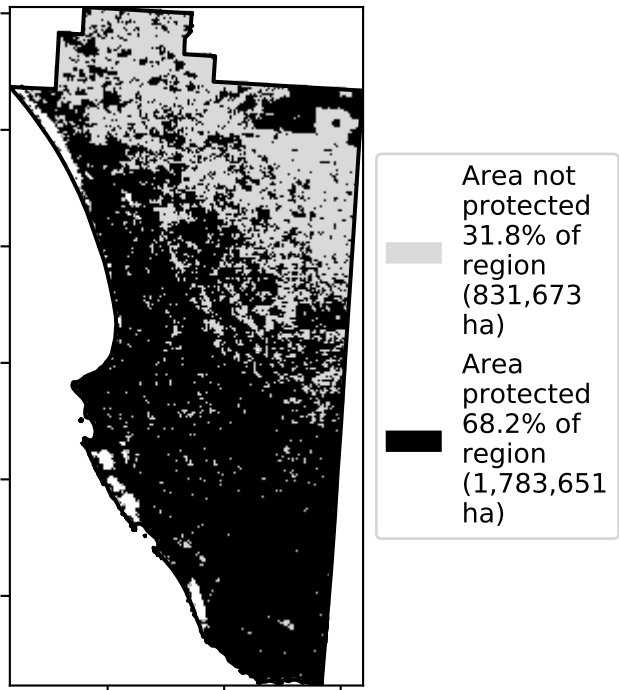 Area not
protected
31.8% of
region
(831,673
ha)
Area
protected
68.2% of
region
(1,783,651
ha)